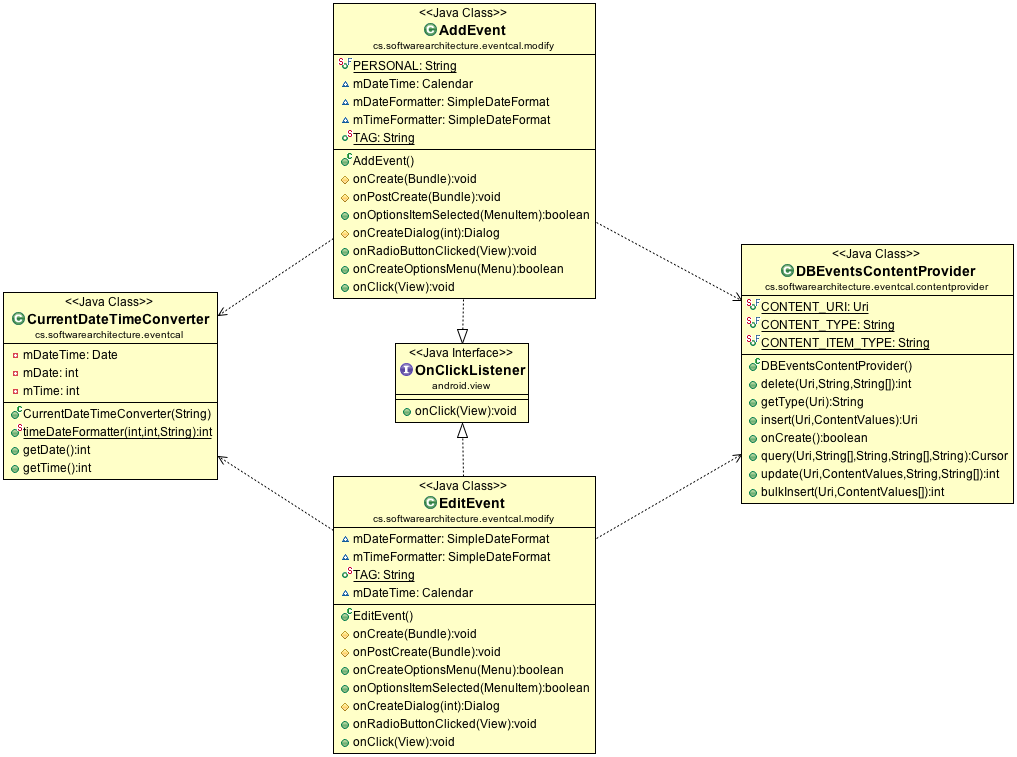 <<Java Class>>
AddEvent
cs.softwarearchitecture.eventcal.modify
PERSONAL: String
mDateTime: Calendar
mDateFormatter: SimpleDateFormat
mTimeFormatter: SimpleDateFormat
TAG: String
AddEvent()
onCreate(Bundle):void
onPostCreate(Bundle):void
onOptionsItemSelected(MenuItem):boolean
onCreateDialog(int):Dialog
onRadioButtonClicked(View):void
onCreateOptionsMenu(Menu):boolean
onClick(View):void
<<Java Class>>
CurrentDateTimeConverter
cs.softwarearchitecture.eventcal
mDateTime: Date
mDate: int
mTime: int
CurrentDateTimeConverter(String)
timeDateFormatter(int,int,String):int
getDate():int
getTime():int
<<Java Interface>>
OnClickListener
android.view
onClick(View):void
<<Java Class>>
DBEventsContentProvider
cs.softwarearchitecture.eventcal.contentprovider
CONTENT_URI: Uri
CONTENT_TYPE: String
CONTENT_ITEM_TYPE: String
DBEventsContentProvider()
delete(Uri,String,String[]):int
getType(Uri):String
insert(Uri,ContentValues):Uri
onCreate():boolean
query(Uri,String[],String,String[],String):Cursor
update(Uri,ContentValues,String,String[]):int
bulkInsert(Uri,ContentValues[]):int
<<Java Class>>
EditEvent
cs.softwarearchitecture.eventcal.modify
mDateFormatter: SimpleDateFormat
mTimeFormatter: SimpleDateFormat
TAG: String
mDateTime: Calendar
EditEvent()
onCreate(Bundle):void
onPostCreate(Bundle):void
onCreateOptionsMenu(Menu):boolean
onOptionsItemSelected(MenuItem):boolean
onCreateDialog(int):Dialog
onRadioButtonClicked(View):void
onClick(View):void